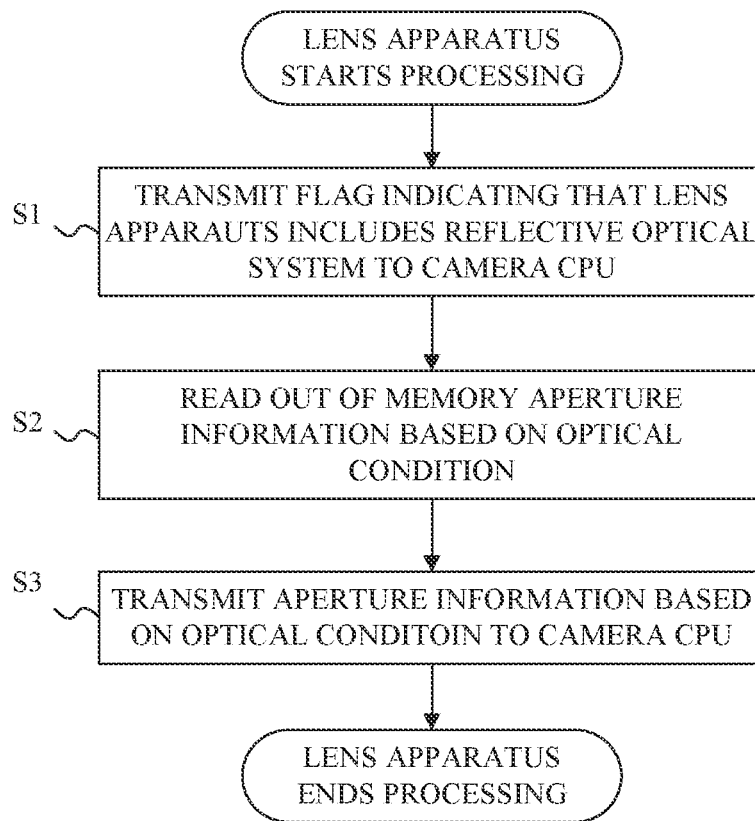 LENS APPARATUS
STARTS PROCESSING
S1
TRANSMIT FLAG INDICATING THAT LENS
APPARAUTS INCLUDES REFLECTIVE OPTICAL
SYSTEM TO CAMERA CPU
S2
READ OUT OF MEMORY APERTURE
INFORMATION BASED ON OPTICAL
CONDITION
S3
TRANSMIT APERTURE INFORMATION BASED
ON OPTICAL CONDITOIN TO CAMERA CPU
LENS APPARATUS
ENDS PROCESSING